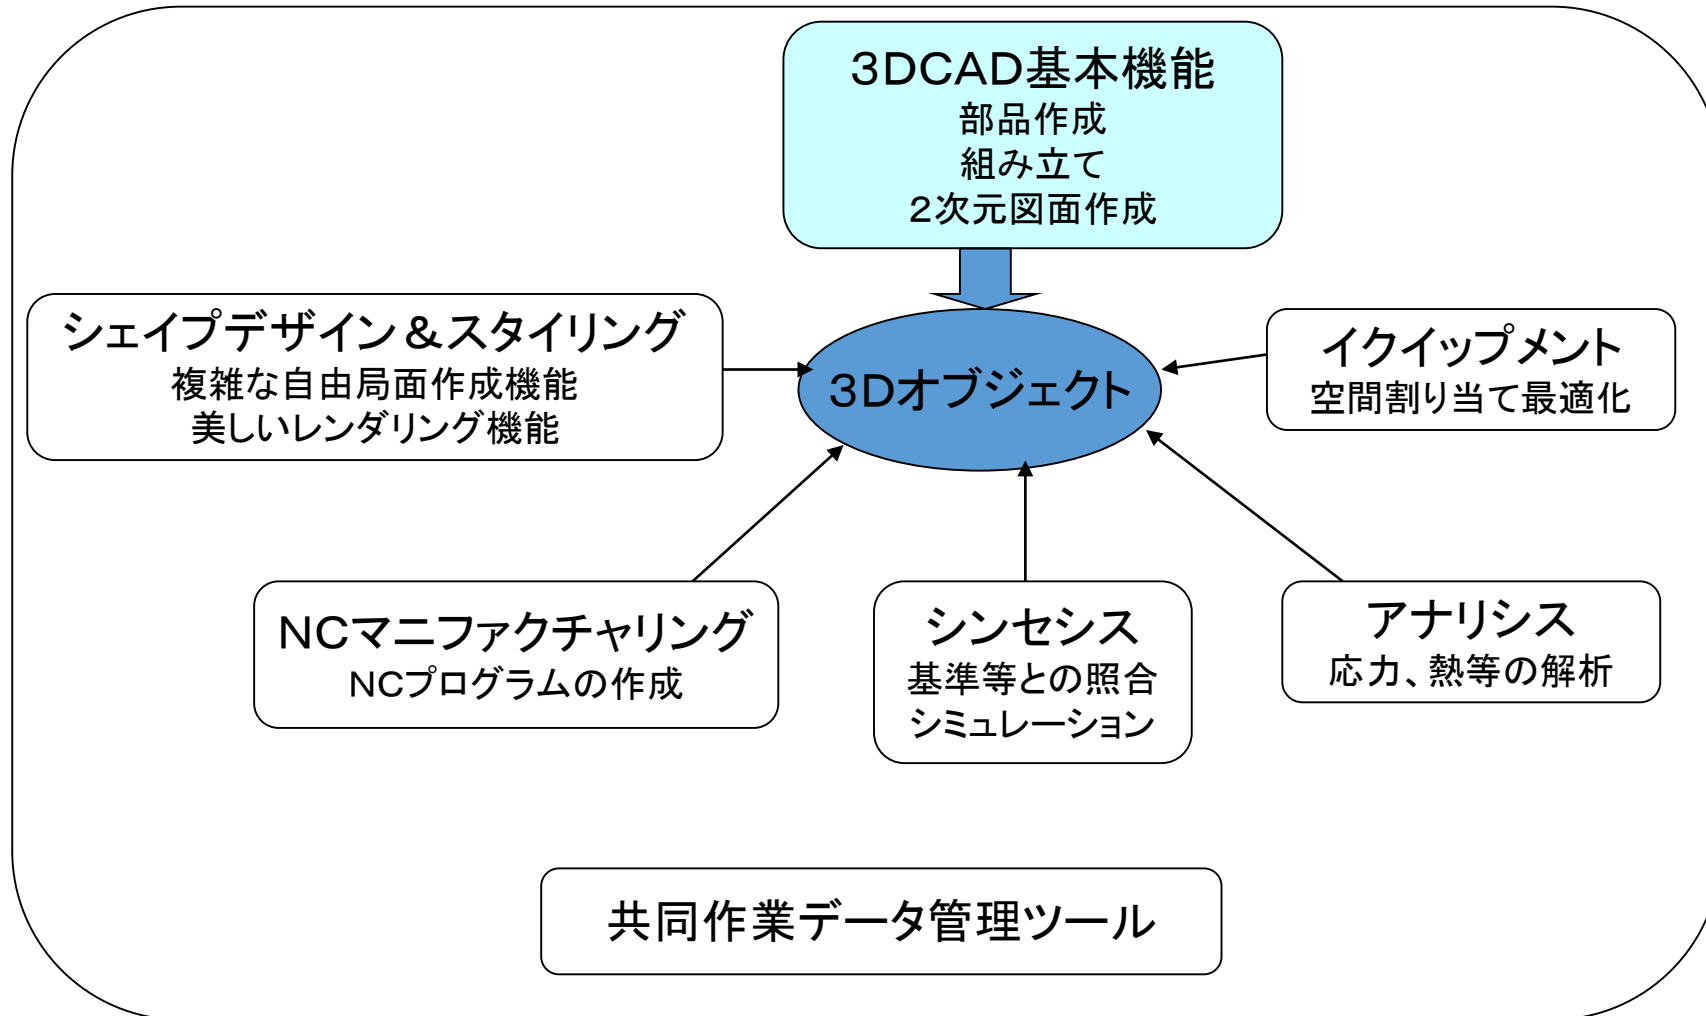 3DCAD基本機能
部品作成
組み立て
2次元図面作成
シェイプデザイン&スタイリング
複雑な自由局面作成機能
美しいレンダリング機能
3Dオブジェクト
イクイップメント
空間割り当て最適化
NCマニファクチャリング
NCプログラムの作成
シンセシス
基準等との照合
シミュレーション
アナリシス
応力、熱等の解析
共同作業データ管理ツール